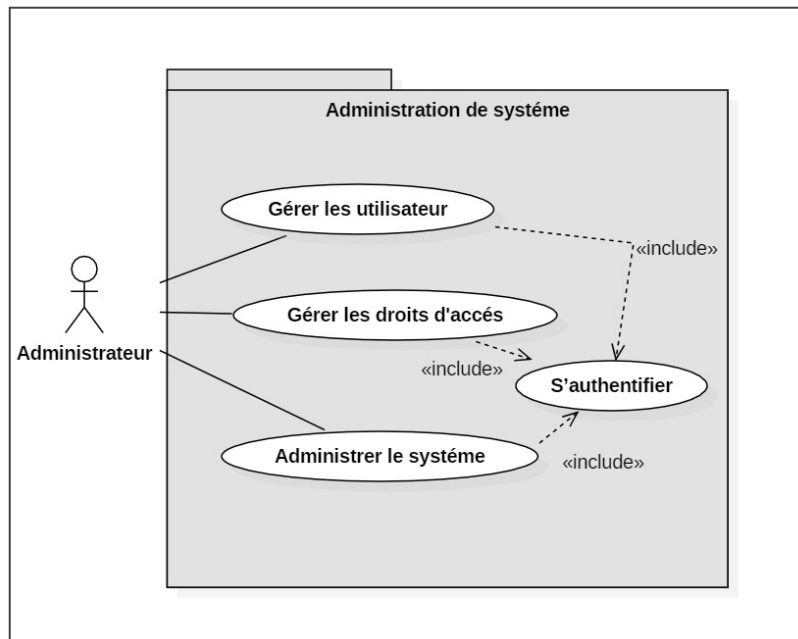 Administration de systéme
Gérer les utilisateur
«include»
Gérer les droits d'accés
Administrateur
«include»
S’authentifier
Administrer le systéme
«include»